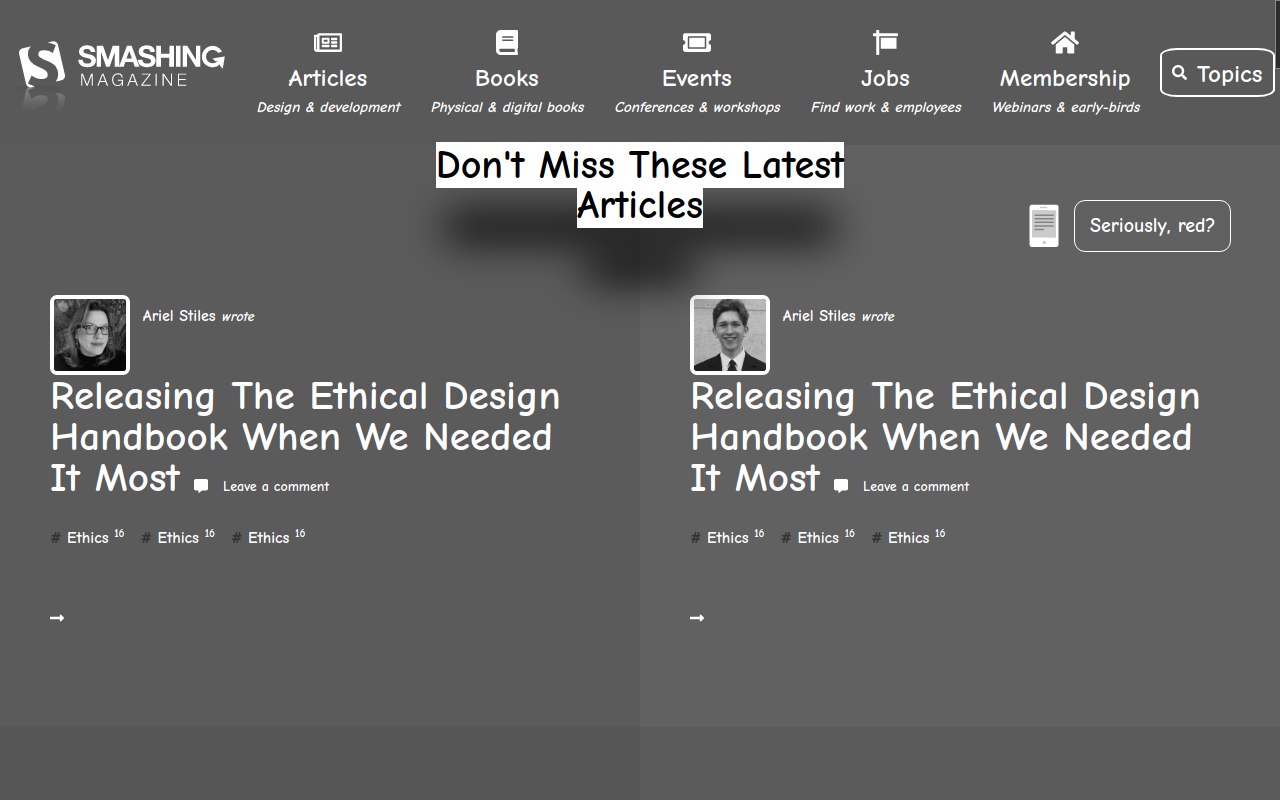 SMASHING
MAGAZINE
Articles
Design & development
Books
Physical & digital books
Events
Conferences & workshops
Jobs
Find work & employees
Membership
Webinars & early-birds
Topics
Don't Miss These Latest
Articles
Seriously, red?
Ariel Stiles wrote
Releasing The Ethical Design
Handbook When We Needed
It Most Leave a comment
# Ethics 16 # Ethics 16 # Ethics 16
Ariel Stiles wrote
Releasing The Ethical Design
Handbook When We Needed
It Most Leave a comment
# Ethics 16 # Ethics 16 # Ethics 16